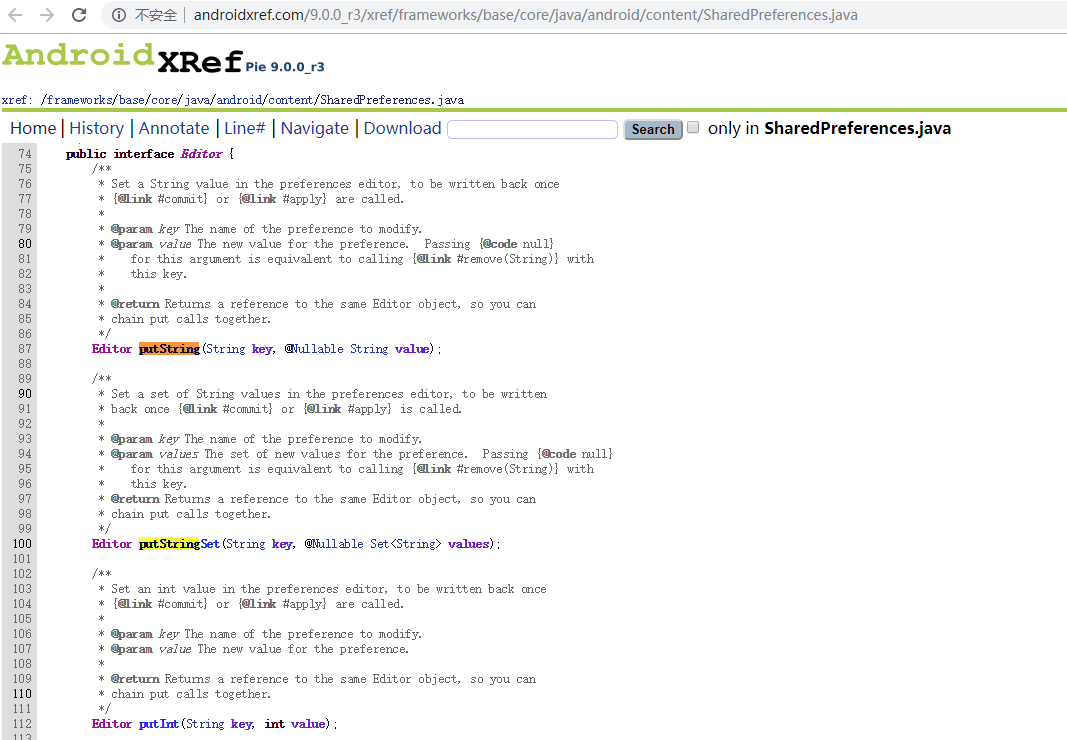 不安全 androidxref.com/9.0.0_r3/xref/frameworks/base/core/java/android/content/SharedPreferences.java
AndroidXRef Pie 9.0.0_r3
xref: /frameworks/base/core/java/android/content/SharedPreferences.java
Home | History | Annotate | Line# | Navigate | Download Search only in SharedPreferences.java
74 public interface Editor {
75 /**
76 * Set a String value in the preferences editor, to be written back once
77 * {@link #commit} or {@link #apply} are called.
78 *
79 * @param key The name of the preference to modify.
80 * @param value The new value for the preference. Passing {@code null}
81 * for this argument is equivalent to calling {@link #remove(String)} with
82 * this key.
83 *
84 * @return Returns a reference to the same Editor object, so you can
85 * chain put calls together.
86 */
87 Editor putString(String key, @Nullable String value);
88
89 /**
90 * Set a set of String values in the preferences editor, to be written
91 * back once {@link #commit} or {@link #apply} is called.
92 *
93 * @param key The name of the preference to modify.
94 * @param values The set of new values for the preference. Passing {@code null}
95 * for this argument is equivalent to calling {@link #remove(String)} with
96 * this key.
97 * @return Returns a reference to the same Editor object, so you can
98 * chain put calls together.
99 */
100 Editor putStringSet(String key, @Nullable Set<String> values);
101
102 /**
103 * Set an int value in the preferences editor, to be written back once
104 * {@link #commit} or {@link #apply} are called.
105 *
106 * @param key The name of the preference to modify.
107 * @param value The new value for the preference.
108 *
109 * @return Returns a reference to the same Editor object, so you can
110 * chain put calls together.
111 */
112 Editor putInt(String key, int value);
113